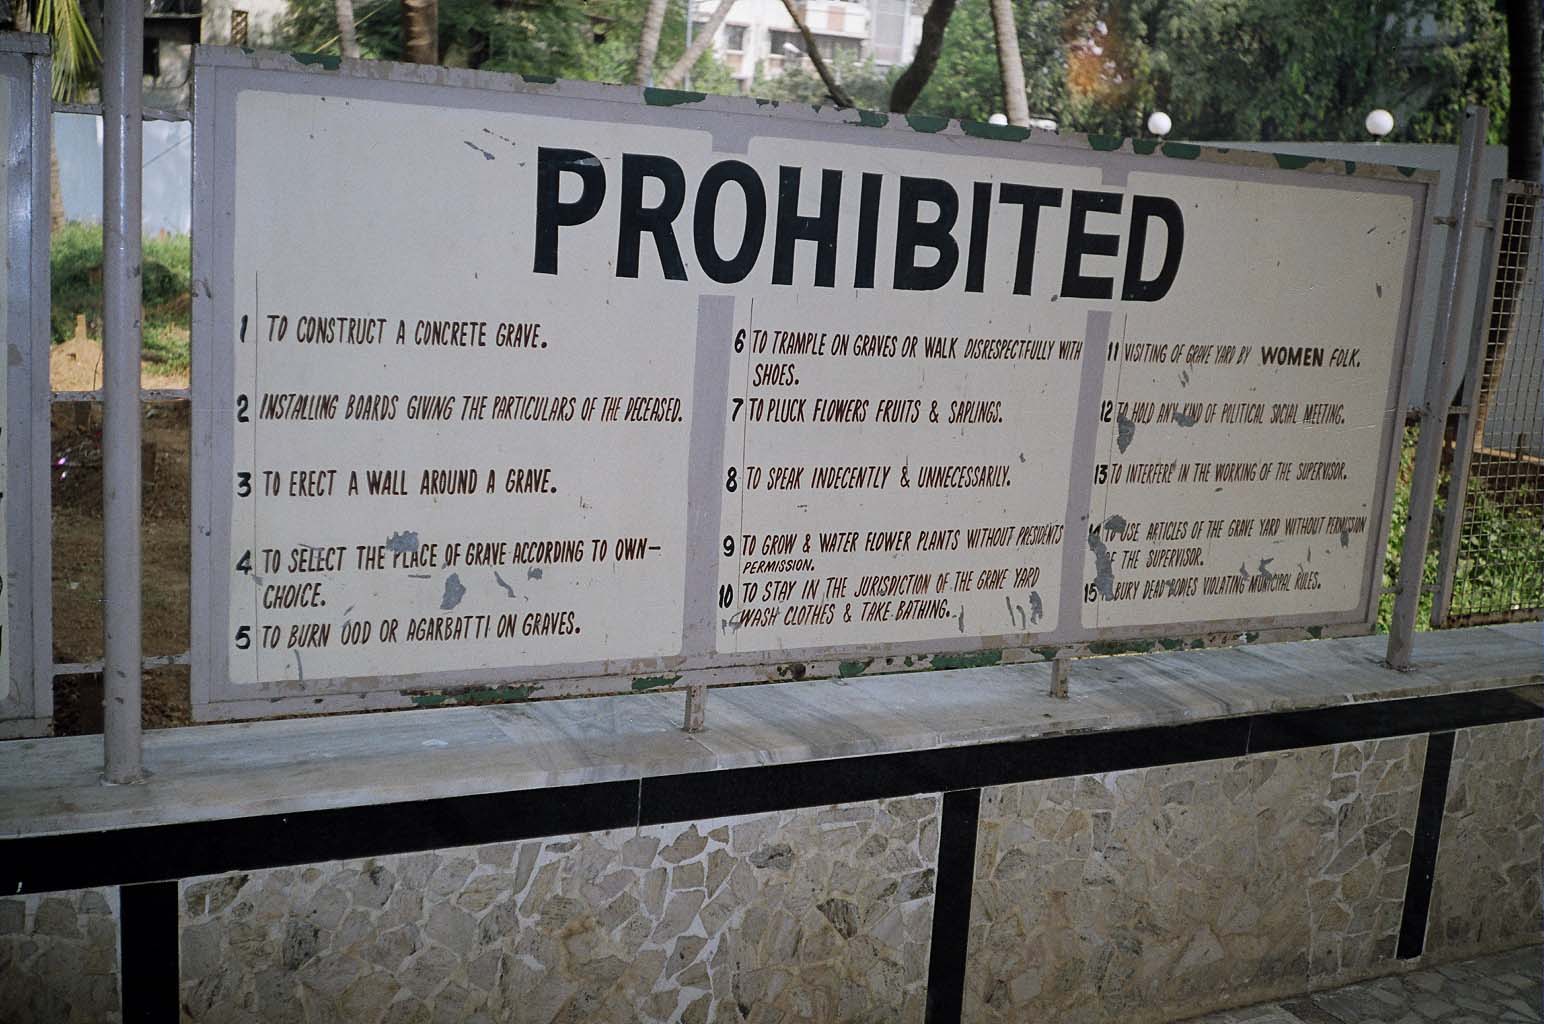 PROHIBITED
1 TO CONSTRUCT A CONCRETE GRAVE.
2 INSTALLING BOARDS GIVING THE PARTICULARS OF THE DECEASED.
3 TO ERECT A WALL AROUND A GRAVE.
4 TO SELECT THE PLACE OF GRAVE ACCORDING TO OWN-
CHOICE.
5 TO BURN OOD OR AGARBATTI ON GRAVES.
6 TO TRAMPLE ON GRAVES OR WALK DISRESPECTFULLY WITH
SHOES.
7 TO PLUCK FLOWERS FRUITS & SAPLINGS.
8 TO SPEAK INDECENTLY & UNNECESSARILY.
9 TO GROW & WATER FLOWER PLANTS WITHOUT PRESIDENTS
PERMISSION.
10 TO STAY IN THE JURISDICTION OF THE GRAVE YARD
WASH CLOTHES & TAKE BATHING.
11 VISITING OF GRAVE YARD BY WOMEN FOLK.
12 TO HOLD ANY KIND OF POLITICAL SOCIAL MEETING.
13 TO INTERFERE IN THE WORKING OF THE SUPERVISOR.
14 TO USE ARTICLES OF THE GRAVE YARD WITHOUT PERMISSION
OF THE SUPERVISOR.
15 BURY DEAD BODIES VIOLATING MUNICIPAL RULES.